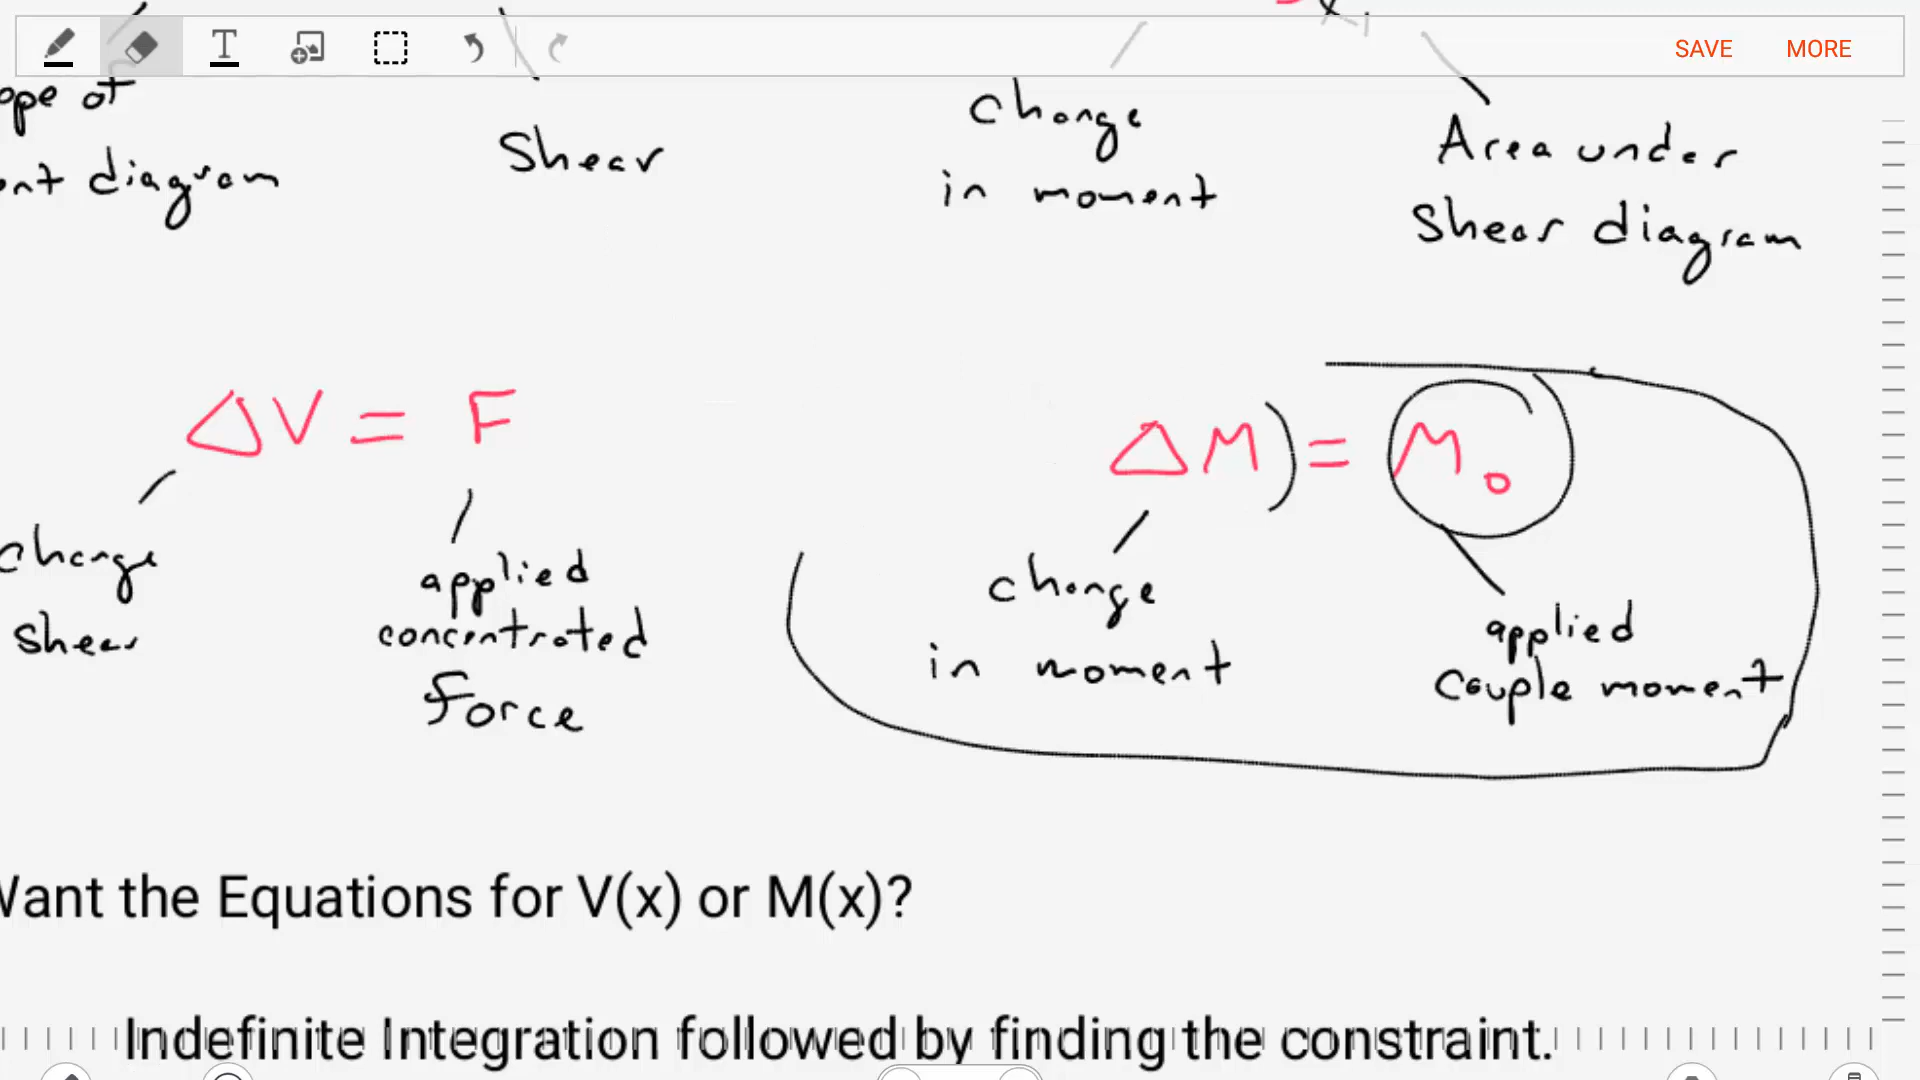 SAVE MORE
ope of
ent diagram
Shear
change
in moment
Area under
Shear diagram
ΔV = F
ΔM) = M₀
change
shear
applied
concentrated
force
change
in moment
applied
couple moment
Want the Equations for V(x) or M(x)?
Indefinite Integration followed by finding the constraint.